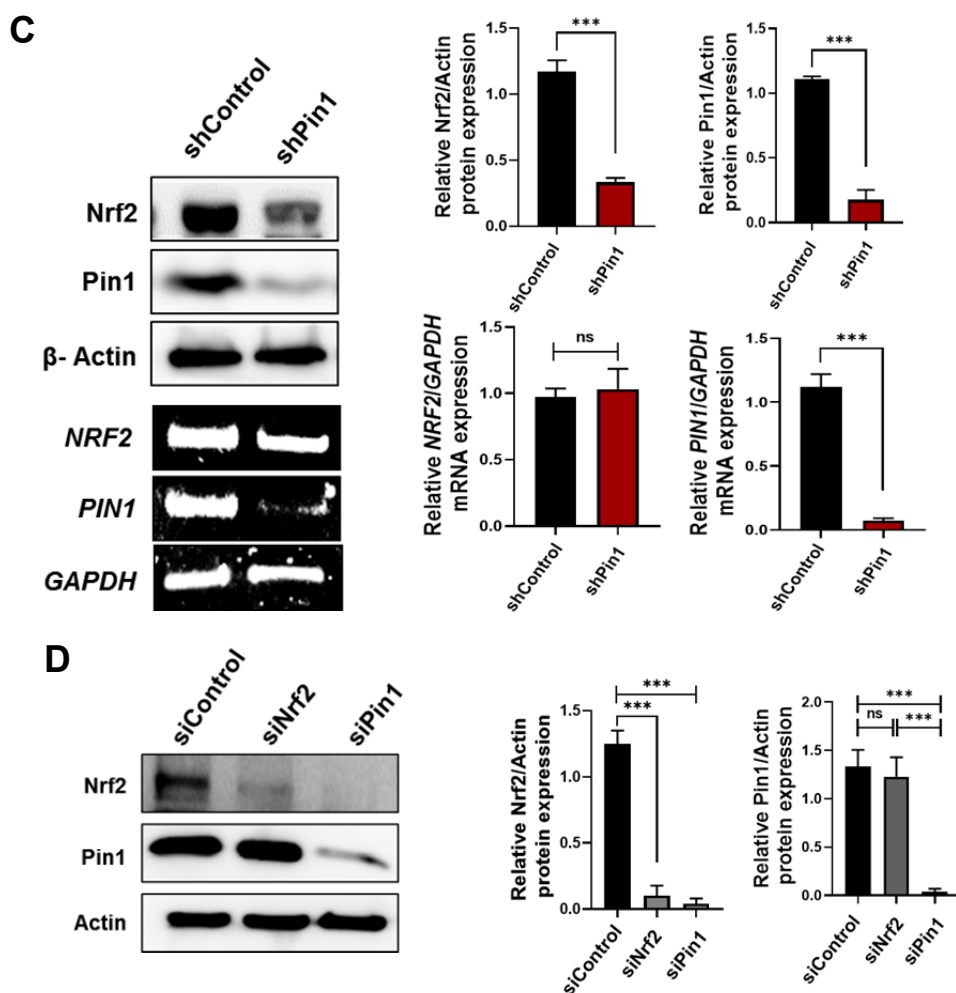 C
shControl
shPin1
Nrf2
Pin1
β- Actin
NRF2
PIN1
GAPDH
Relative Nrf2/Actin
protein expression
1.5
1.0
0.5
0.0
***
shControl
shPin1
Relative Pin1/Actin
protein expression
1.5
1.0
0.5
0.0
***
shControl
shPin1
Relative NRF2/GAPDH
mRNA expression
1.5
1.0
0.5
0.0
ns
shControl
shPin1
Relative PIN1/GAPDH
mRNA expression
1.5
1.0
0.5
0.0
***
shControl
shPin1
D
siControl
siNrf2
siPin1
Nrf2
Pin1
Actin
Relative Nrf2/Actin
protein expression
1.5
1.0
0.5
0.0
***
***
siControl
siNrf2
siPin1
Relative Pin1/Actin
protein expression
2.0
1.5
1.0
0.5
0.0
***
ns
***
siControl
siNrf2
siPin1